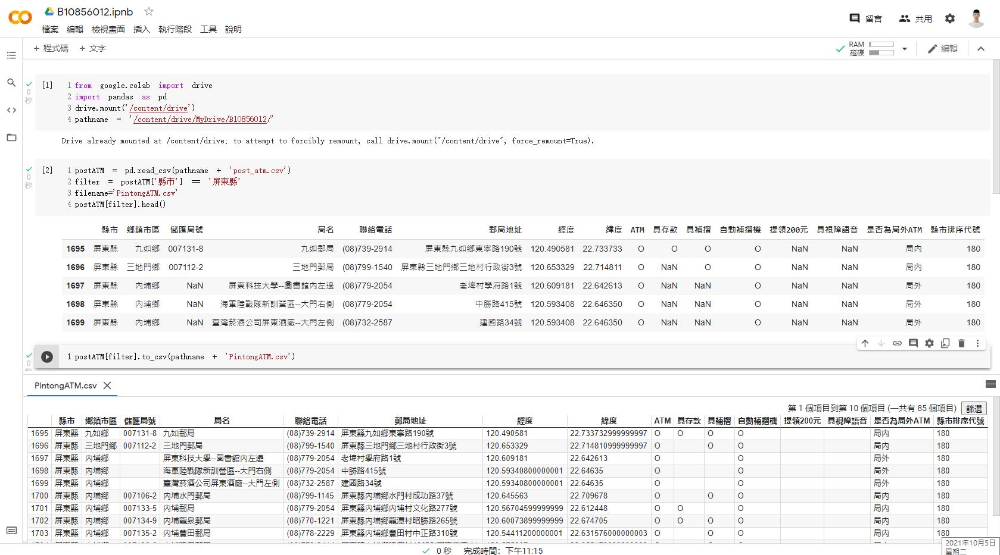 B10856012.ipnb
檔案 編輯 檢視畫面 插入 執行階段 工具 說明
留言 共用
+ 程式碼 + 文字
RAM
磁碟
編輯
[1]
0
秒
1 from google.colab import drive
2 import pandas as pd
3 drive.mount('/content/drive')
4 pathname = '/content/drive/MyDrive/B10856012/'
Drive already mounted at /content/drive; to attempt to forcibly remount, call drive.mount("/content/drive", force_remount=True).
[2]
0
秒
1 postATM = pd.read_csv(pathname + 'post_atm.csv')
2 filter = postATM['縣市'] == '屏東縣'
3 filename='PintongATM.csv'
4 postATM[filter].head()
縣市 鄉鎮市區 儲匯局號 局名 聯絡電話 郵局地址 經度 緯度 ATM 具存款 具補摺 自動補摺機 提領200元 具視障語音 是否為局外ATM 縣市排序代號
1695 屏東縣 九如鄉 007131-8 九如郵局 (08)739-2914 屏東縣九如鄉東寧路190號 120.490581 22.733733 O O O O NaN NaN 局內 180
1696 屏東縣 三地門鄉 007112-2 三地門郵局 (08)799-1540 屏東縣三地門鄉三地村行政街3號 120.653329 22.714811 O NaN O O NaN NaN 局內 180
1697 屏東縣 內埔鄉 NaN 屏東科技大學--圖書館內左邊 (08)779-2054 老埤村學府路1號 120.609181 22.642613 O NaN NaN O NaN NaN 局外 180
1698 屏東縣 內埔鄉 NaN 海軍陸戰隊新訓營區--大門右側 (08)779-2054 中勝路415號 120.593408 22.646350 O NaN NaN O NaN NaN 局外 180
1699 屏東縣 內埔鄉 NaN 臺灣菸酒公司屏東酒廠--大門左側 (08)732-2587 建國路34號 120.593408 22.646350 O NaN NaN O NaN NaN 局外 180
0
秒
1 postATM[filter].to_csv(pathname + 'PintongATM.csv')
PintongATM.csv
第 1 個項目到第 10 個項目 (一共有 85 個項目) 篩選
縣市 鄉鎮市區 儲匯局號 局名 聯絡電話 郵局地址 經度 緯度 ATM 具存款 具補摺 自動補摺機 提領200元 具視障語音 是否為局外ATM 縣市排序代號
1695 屏東縣 九如鄉 007131-8 九如郵局 (08)739-2914 屏東縣九如鄉東寧路190號 120.490581 22.733732999999997 O O O O 局內 180
1696 屏東縣 三地門鄉 007112-2 三地門郵局 (08)799-1540 屏東縣三地門鄉三地村行政街3號 120.653329 22.714810999999997 O O O 局內 180
1697 屏東縣 內埔鄉 屏東科技大學--圖書館內左邊 (08)779-2054 老埤村學府路1號 120.609181 22.642613 O O 局外 180
1698 屏東縣 內埔鄉 海軍陸戰隊新訓營區--大門右側 (08)779-2054 中勝路415號 120.59340800000001 22.64635 O O 局外 180
1699 屏東縣 內埔鄉 臺灣菸酒公司屏東酒廠--大門左側 (08)732-2587 建國路34號 120.59340800000001 22.64635 O O 局外 180
1700 屏東縣 內埔鄉 007106-2 內埔水門郵局 (08)799-1145 屏東縣內埔鄉水門村成功路37號 120.645563 22.709678 O O O 局內 180
1701 屏東縣 內埔鄉 007133-5 內埔郵局 (08)779-2054 屏東縣內埔鄉內埔村文化路277號 120.56704599999999 22.612448 O O O 局內 180
1702 屏東縣 內埔鄉 007134-9 內埔龍泉郵局 (08)770-1221 屏東縣內埔鄉龍潭村昭勝路265號 120.60073899999999 22.674705 O O O O 局內 180
1703 屏東縣 內埔鄉 007135-2 內埔豐田郵局 (08)778-2229 屏東縣內埔鄉豐田村中正路310號 120.54411200000001 22.631576000000003 O O O 局內 180
0 秒 完成時間：下午11:15
2021年10月5日
星期二